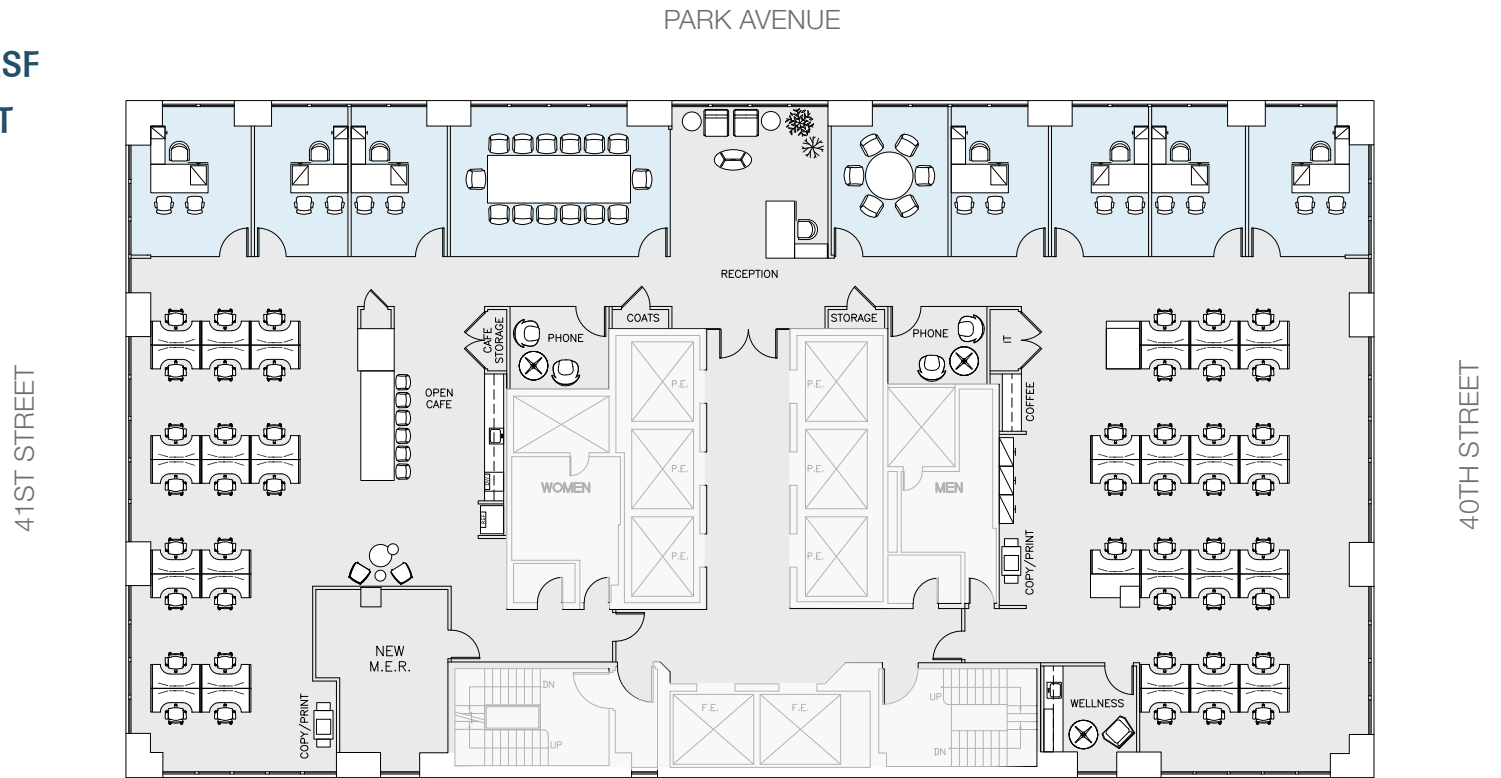 PARK AVENUE
SF
T
RECEPTION
COATS
STORAGE
CAFE
STORAGE
PHONE
PHONE
IT
P.E.
P.E.
OPEN
CAFE
COFFEE
41ST STREET
40TH STREET
P.E.
P.E.
WOMEN
MEN
D/W
REF.
P.E.
P.E.
COPY/PRINT
NEW
M.E.R.
DN
UP
UP
DN
F.E.
F.E.
WELLNESS
COPY/PRINT